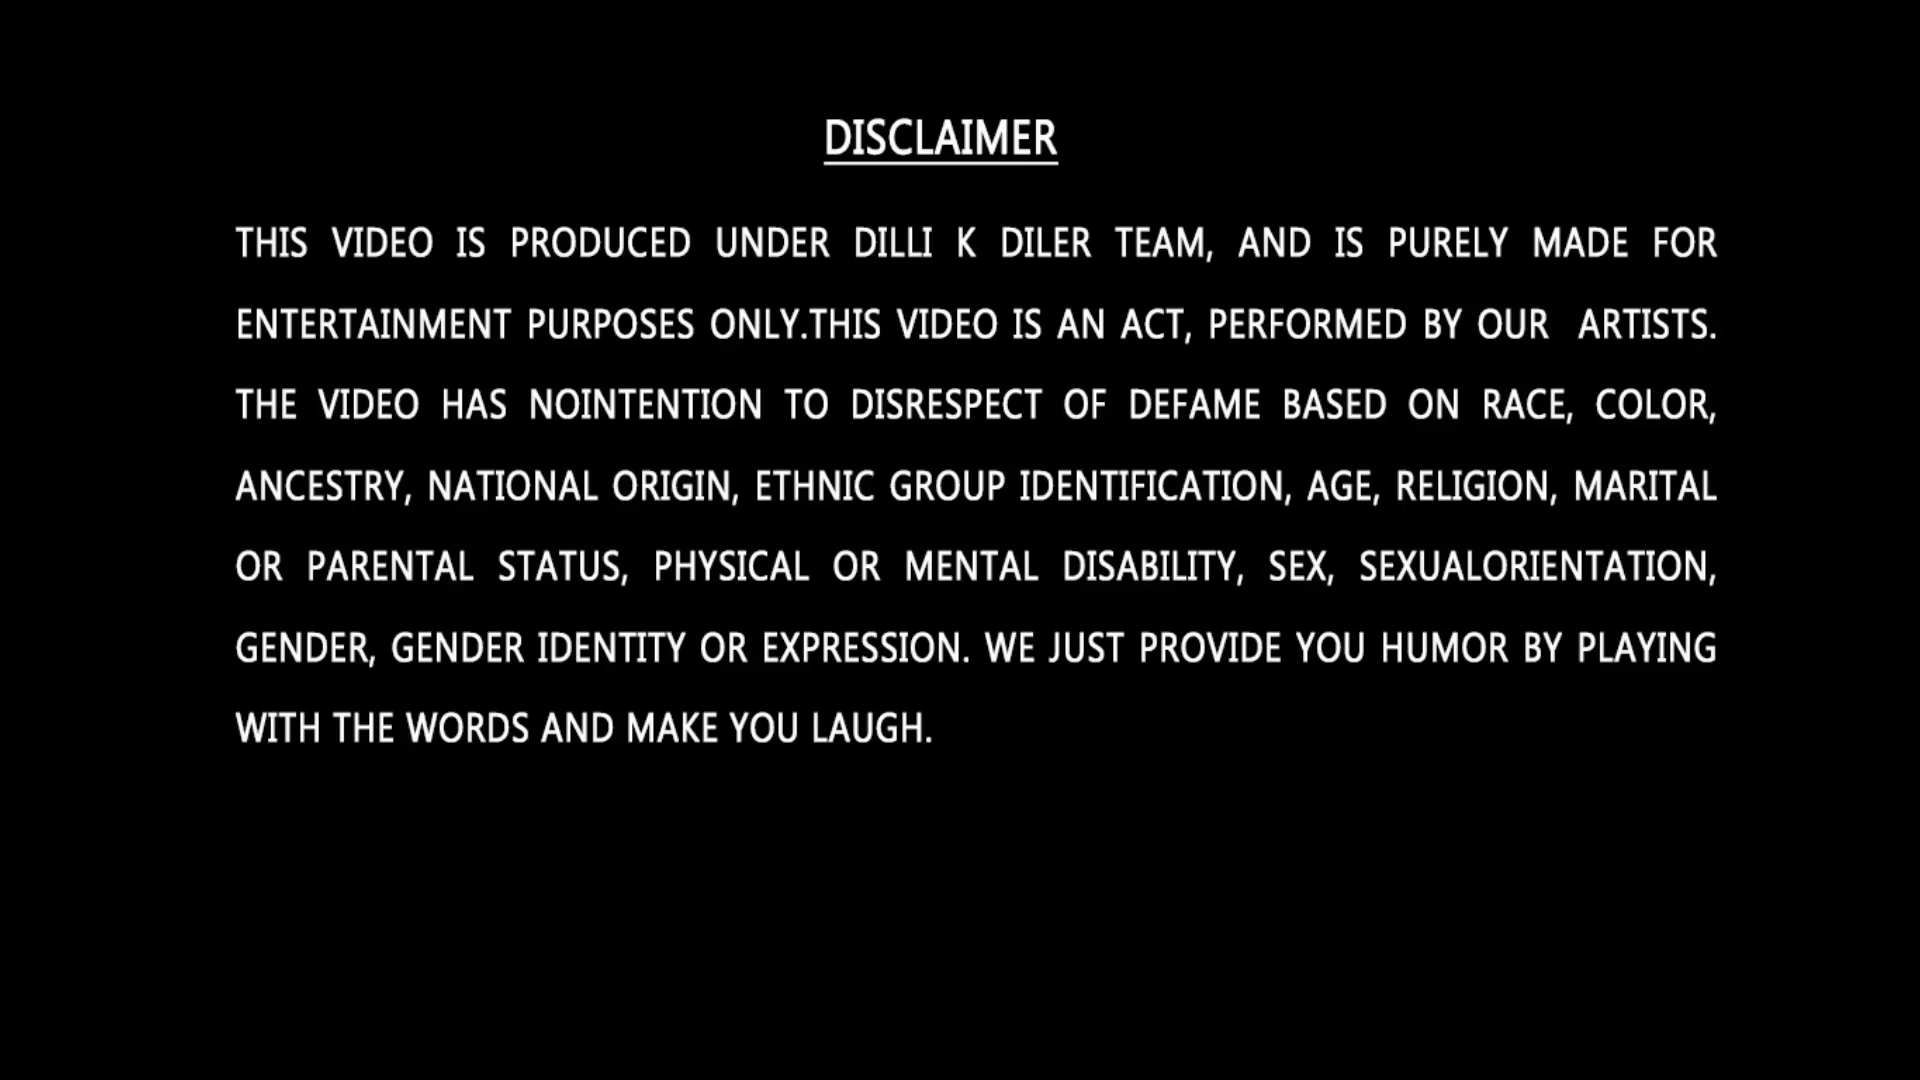 DISCLAIMER
THIS VIDEO IS PRODUCED UNDER DILLI K DILER TEAM, AND IS PURELY MADE FOR
ENTERTAINMENT PURPOSES ONLY.THIS VIDEO IS AN ACT, PERFORMED BY OUR ARTISTS.
THE VIDEO HAS NOINTENTION TO DISRESPECT OF DEFAME BASED ON RACE, COLOR,
ANCESTRY, NATIONAL ORIGIN, ETHNIC GROUP IDENTIFICATION, AGE, RELIGION, MARITAL
OR PARENTAL STATUS, PHYSICAL OR MENTAL DISABILITY, SEX, SEXUALORIENTATION,
GENDER, GENDER IDENTITY OR EXPRESSION. WE JUST PROVIDE YOU HUMOR BY PLAYING
WITH THE WORDS AND MAKE YOU LAUGH.